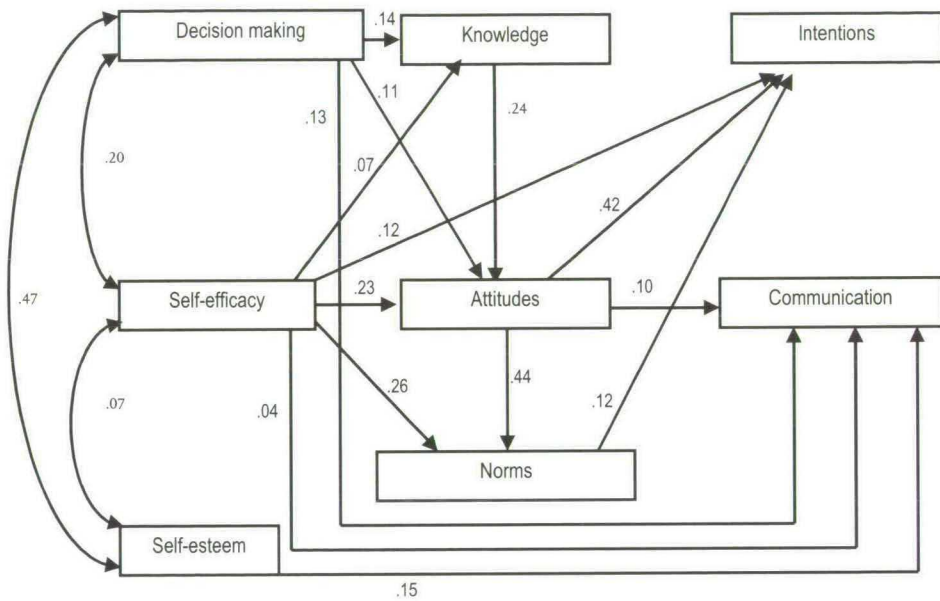 Decision making
.14
Knowledge
Intentions
.11
.13
.24
.20
.07
.12
.42
.47
Self-efficacy
.23
Attitudes
.10
Communication
.07
.04
.26
.44
.12
Norms
Self-esteem
.15